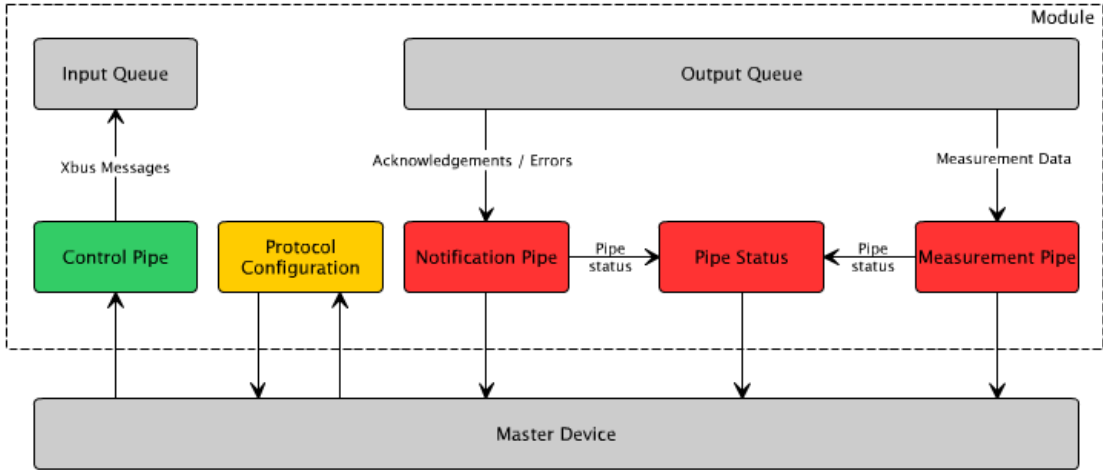 Module
Input Queue
Output Queue
Xbus Messages
Acknowledgements / Errors
Measurement Data
Control Pipe
Protocol
Configuration
Notification Pipe
Pipe
status
Pipe Status
Pipe
status
Measurement Pipe
Master Device